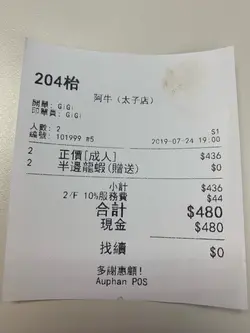 204枱
阿牛 (太子店)
開單: GiGi
印單員: GiGi
人數: 2
S1
編號: 101999 #5
2019-07-24 19:00
2 正價[成人] $436
2 半邊龍蝦(贈送) $0
小計 $436
2/F 10%服務費 $44
合計 $480
現金 $480
找續 $0
多謝惠顧!
Auphan POS